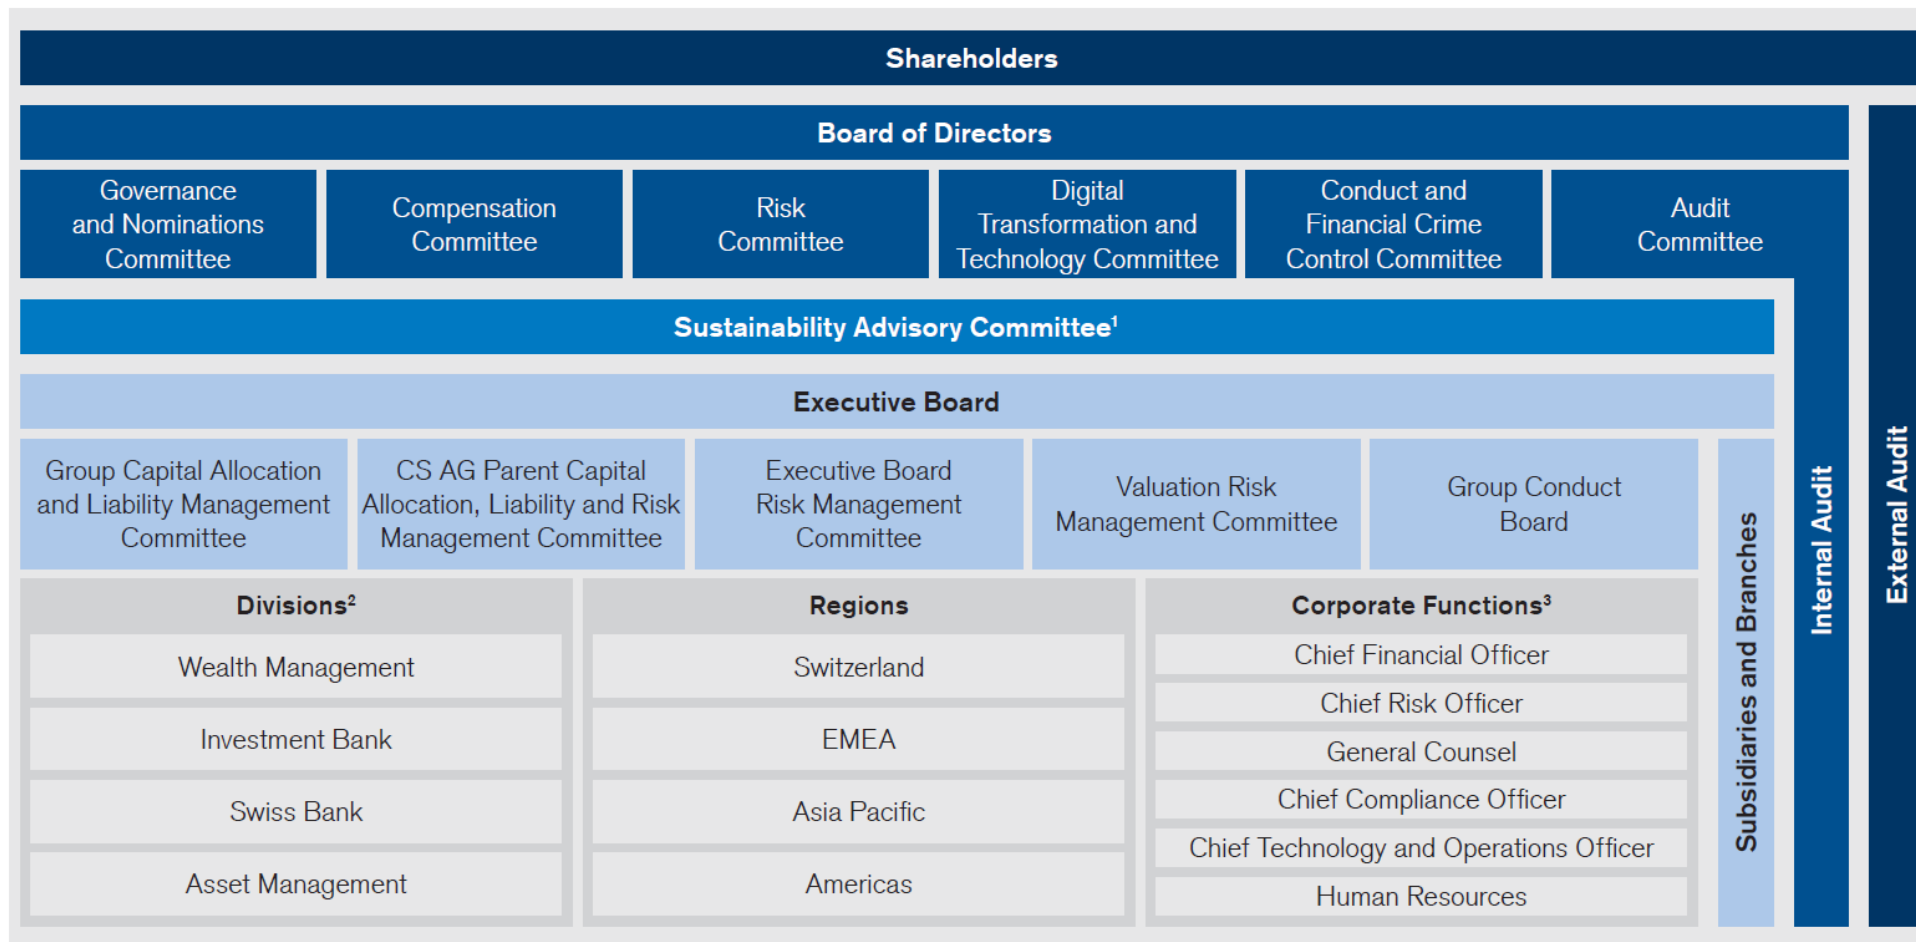 Shareholders
Board of Directors
Governance
and Nominations
Committee
Compensation
Committee
Risk
Committee
Digital
Transformation and
Technology Committee
Conduct and
Financial Crime
Control Committee
Audit
Committee
Sustainability Advisory Committee¹
Executive Board
Group Capital Allocation
and Liability Management
Committee
CS AG Parent Capital
Allocation, Liability and Risk
Management Committee
Executive Board
Risk Management
Committee
Valuation Risk
Management Committee
Group Conduct
Board
Divisions²
Wealth Management
Investment Bank
Swiss Bank
Asset Management
Regions
Switzerland
EMEA
Asia Pacific
Americas
Corporate Functions³
Chief Financial Officer
Chief Risk Officer
General Counsel
Chief Compliance Officer
Chief Technology and Operations Officer
Human Resources
Subsidiaries and Branches
Internal Audit
External Audit